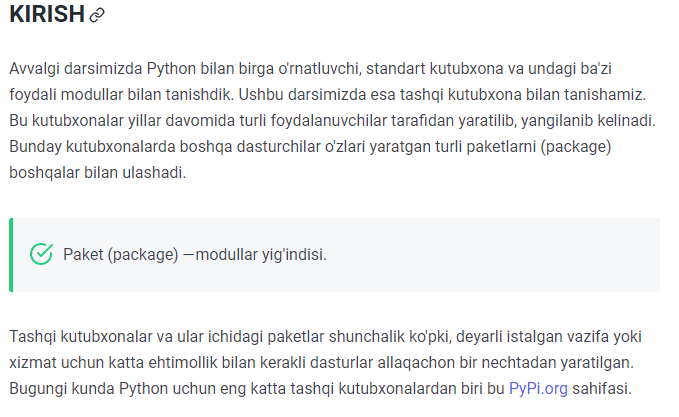 KIRISH
Avvalgi darsimizda Python bilan birga o'rnatluvchi, standart kutubxona va undagi ba'zi
foydali modullar bilan tanishdik. Ushbu darsimizda esa tashqi kutubxona bilan tanishamiz.
Bu kutubxonalar yillar davomida turli foydalanuvchilar tarafidan yaratilib, yangilanib kelinadi.
Bunday kutubxonalarda boshqa dasturchilar o'zlari yaratgan turli paketlarni (package)
boshqalar bilan ulashadi.
Paket (package) —modullar yig'indisi.
Tashqi kutubxonalar va ular ichidagi paketlar shunchalik ko'pki, deyarli istalgan vazifa yoki
xizmat uchun katta ehtimollik bilan kerakli dasturlar allaqachon bir nechtadan yaratilgan.
Bugungi kunda Python uchun eng katta tashqi kutubxonalardan biri bu PyPi.org sahifasi.